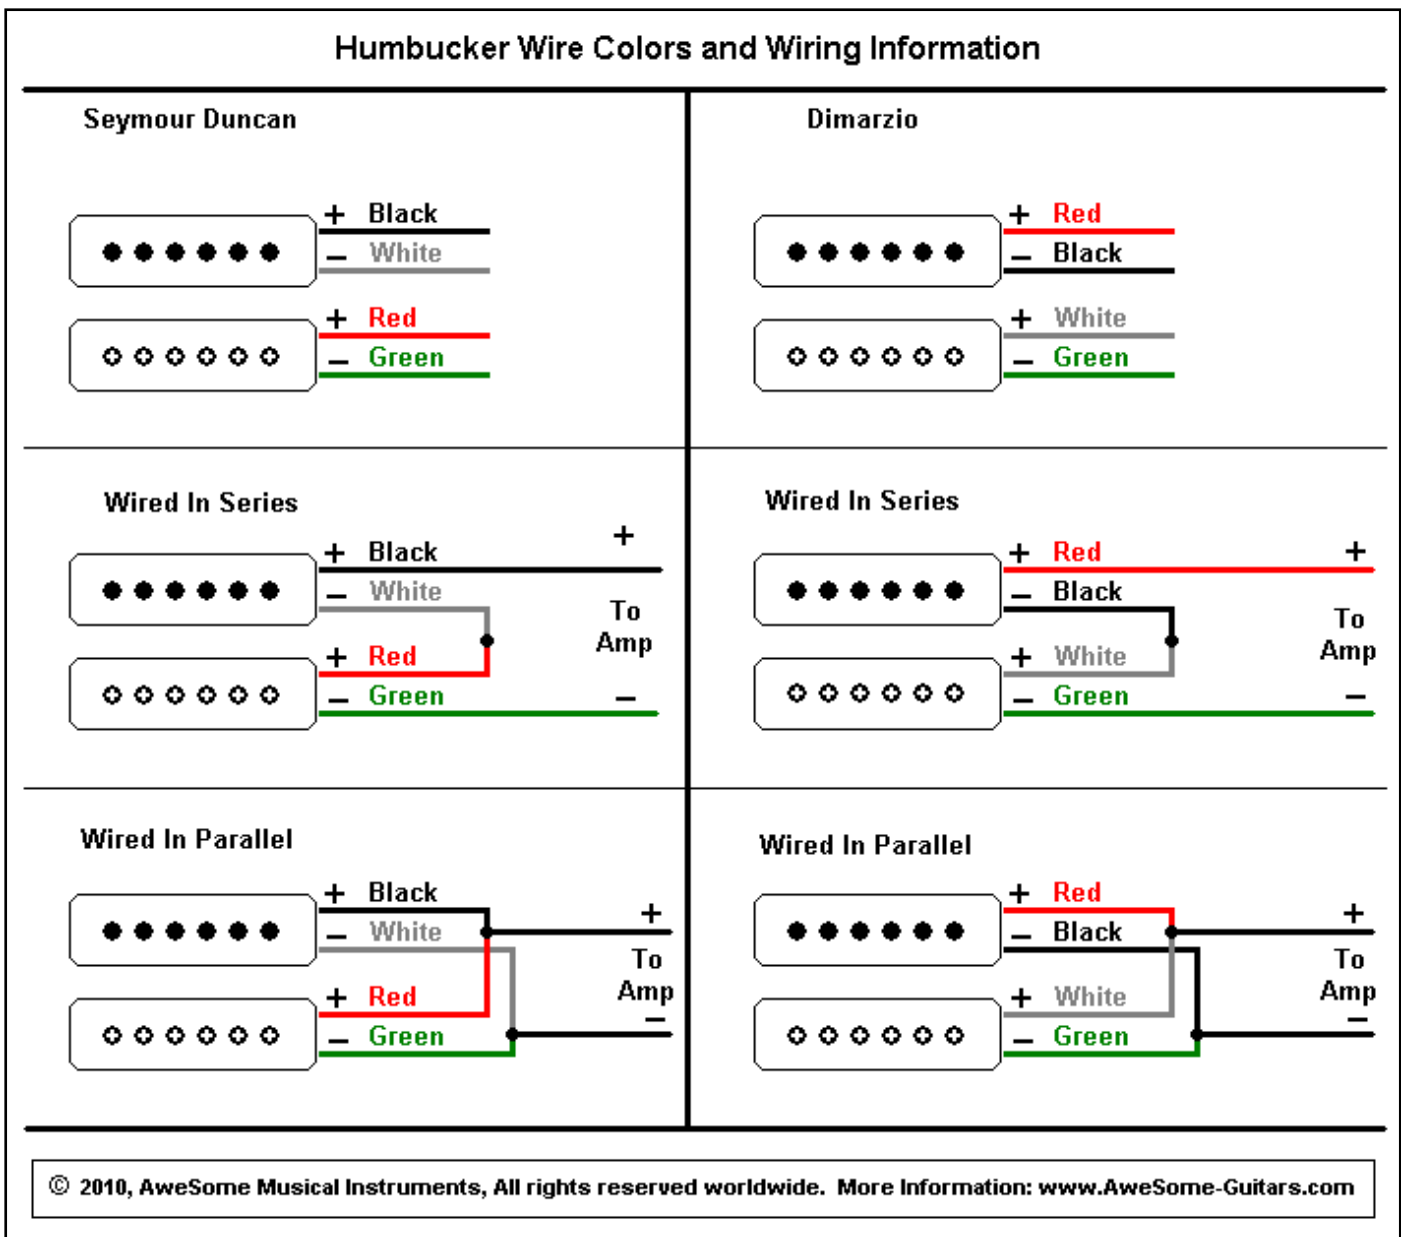 Humbucker Wire Colors and Wiring Information
Seymour Duncan
+ Black
− White
+ Red
− Green
Dimarzio
+ Red
− Black
+ White
− Green
Wired In Series
+ Black
− White
+ Red
− Green
+
To
Amp
−
Wired In Series
+ Red
− Black
+ White
− Green
+
To
Amp
−
Wired In Parallel
+ Black
− White
+ Red
− Green
+
To
Amp
−
Wired In Parallel
+ Red
− Black
+ White
− Green
+
To
Amp
−
© 2010, AweSome Musical Instruments, All rights reserved worldwide. More Information: www.AweSome-Guitars.com